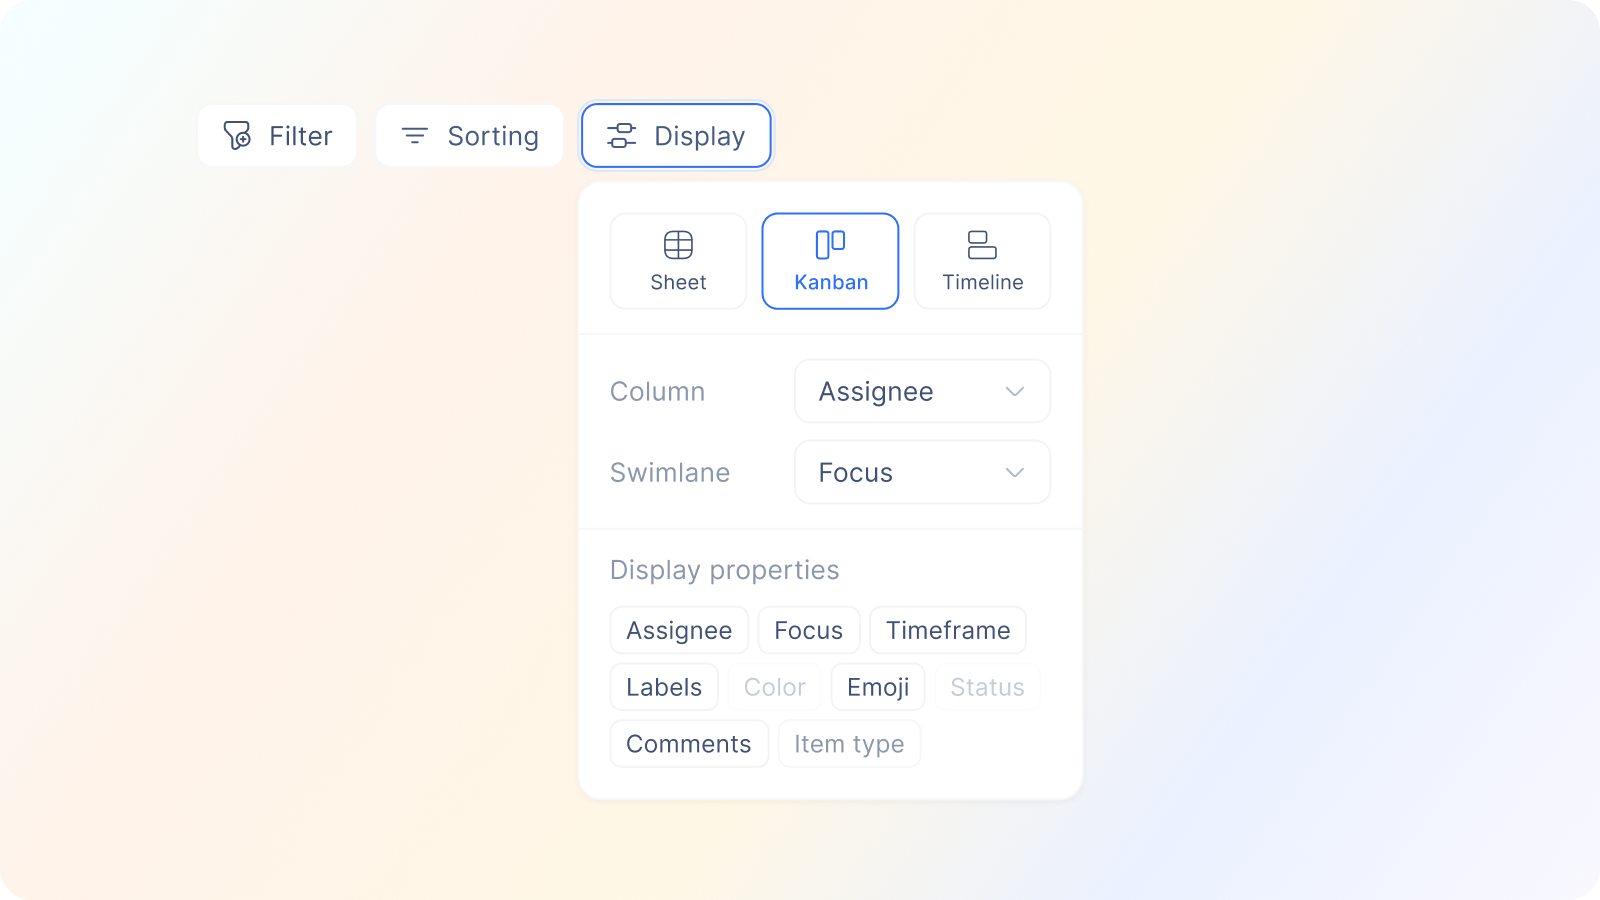 Filter Sorting Display
Sheet Kanban Timeline
Column Assignee
Swimlane Focus
Display properties
Assignee Focus Timeframe
Labels Color Emoji Status
Comments Item type